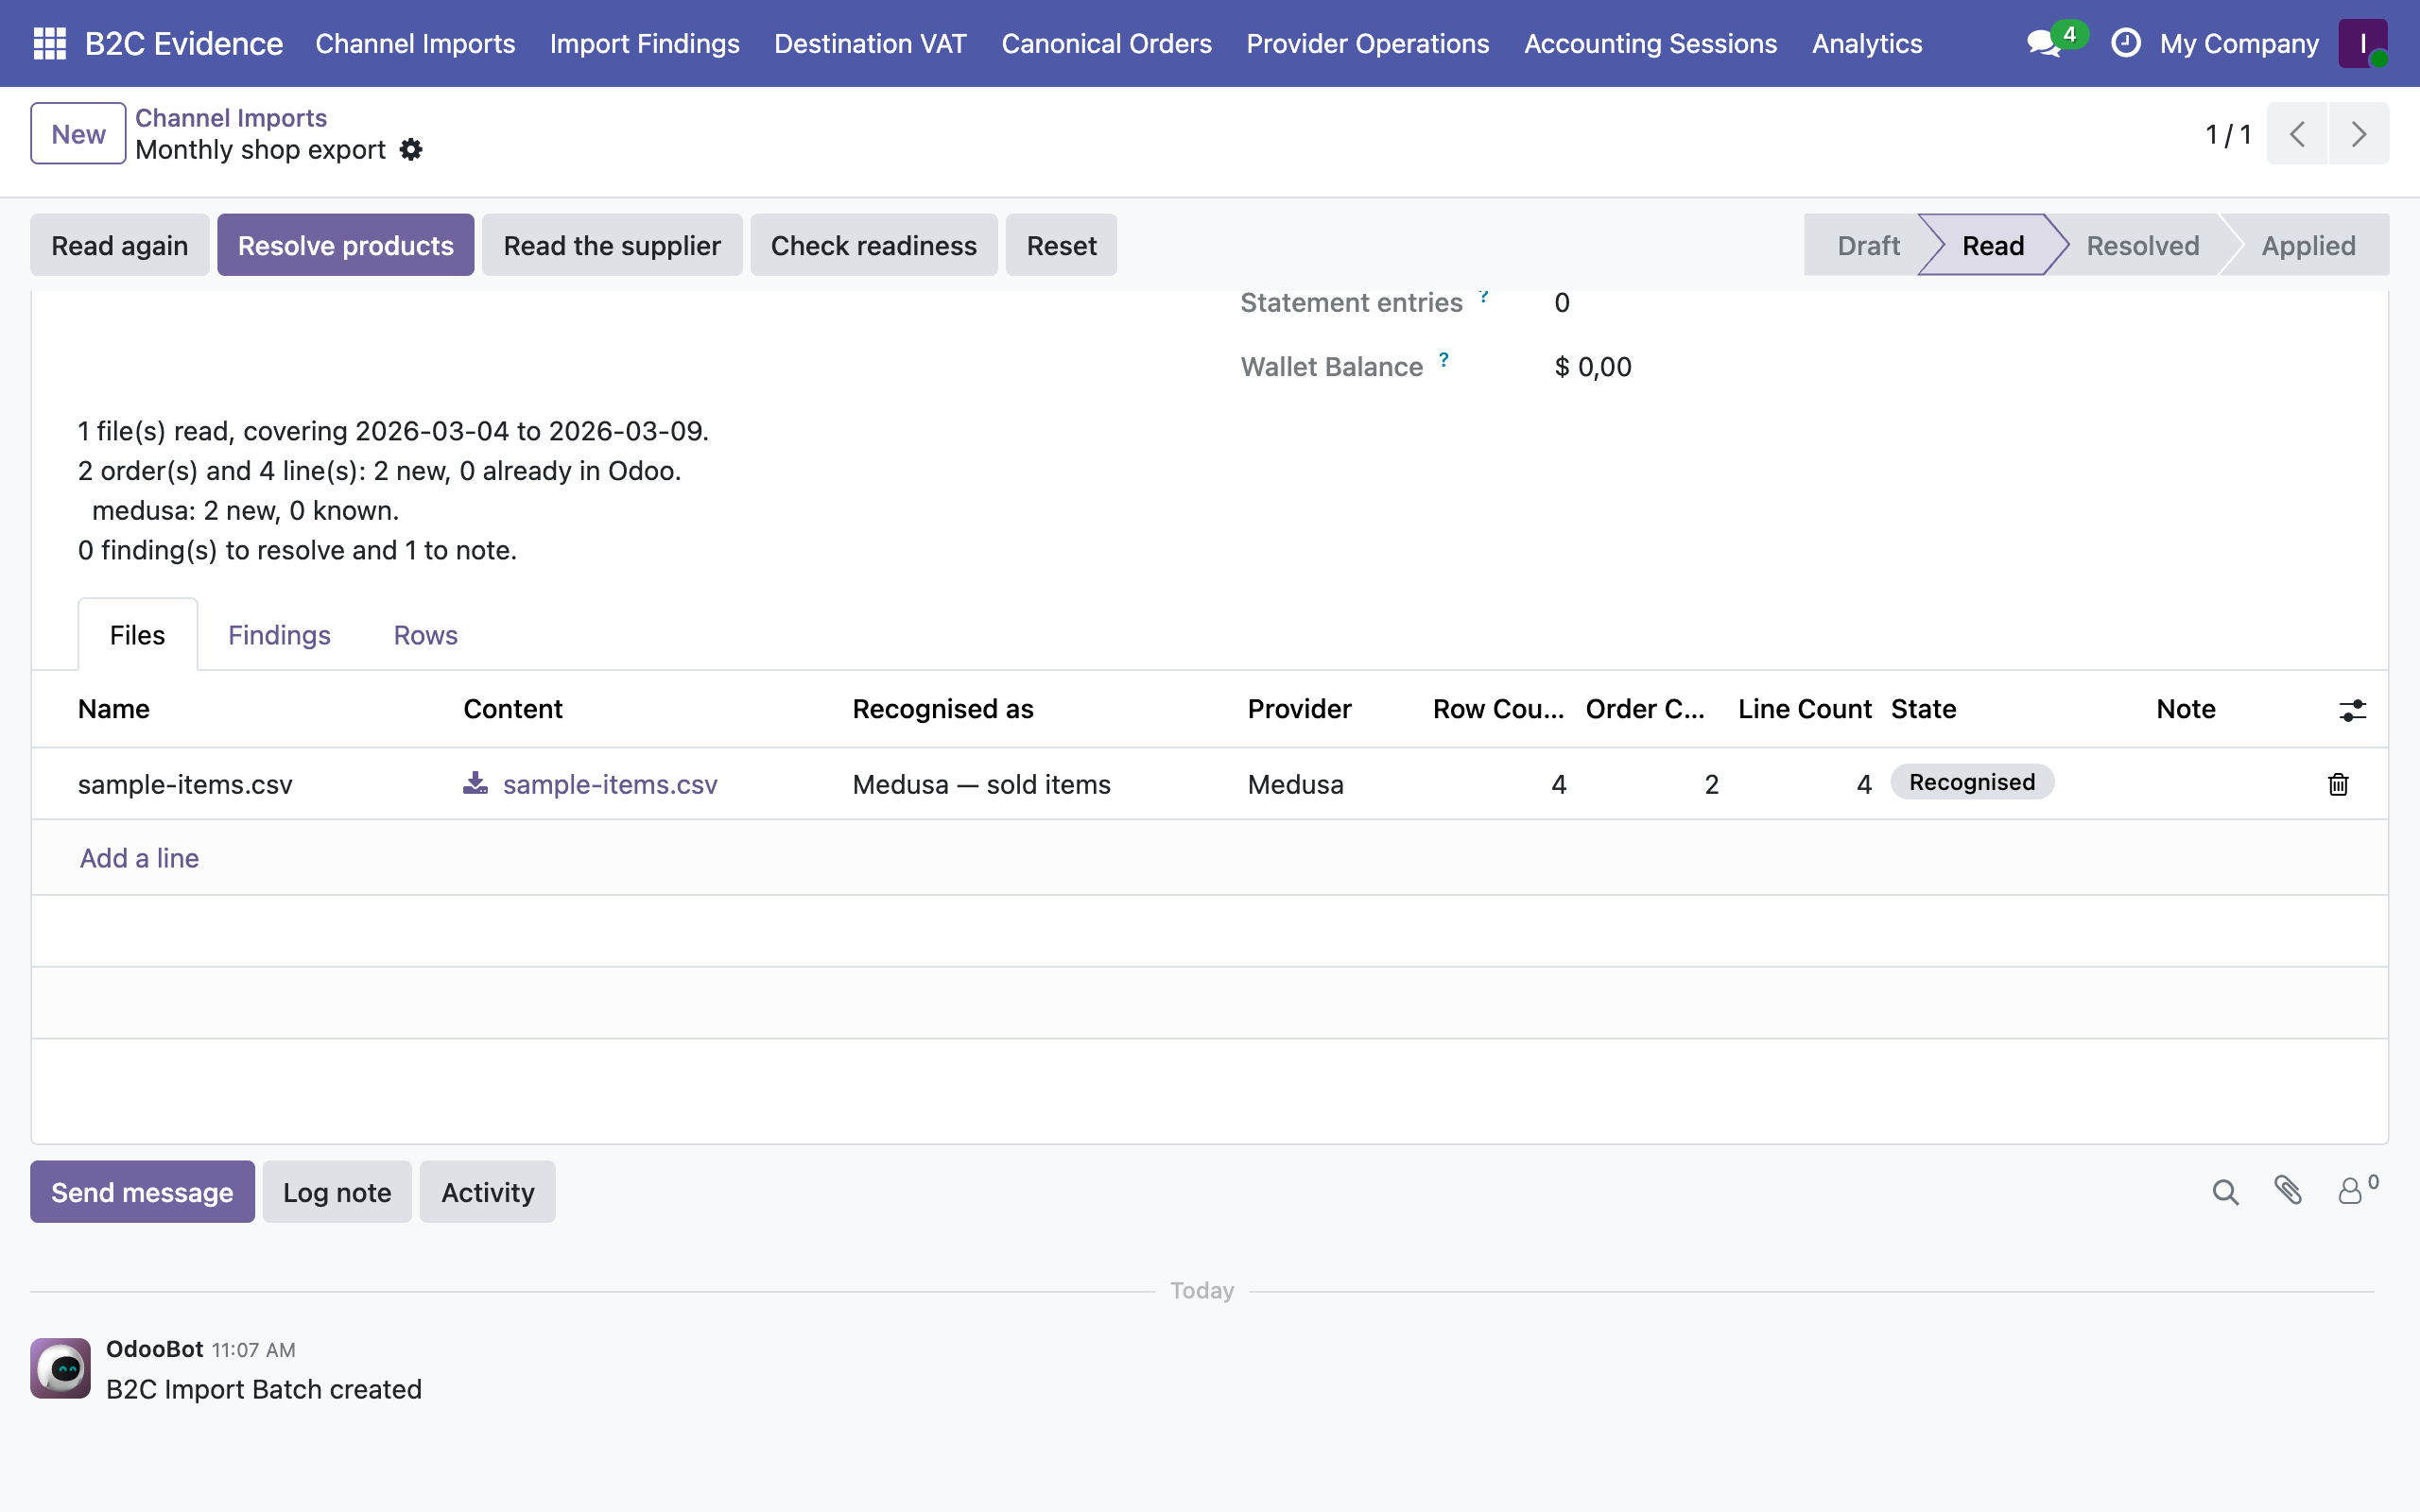 B2C Evidence Channel Imports Import Findings Destination VAT Canonical Orders Provider Operations Accounting Sessions Analytics 4 My Company I
New Channel Imports
Monthly shop export
1 / 1
Read again Resolve products Read the supplier Check readiness Reset Draft Read Resolved Applied
Statement entries ? 0
Wallet Balance ? $ 0,00
1 file(s) read, covering 2026-03-04 to 2026-03-09.
2 order(s) and 4 line(s): 2 new, 0 already in Odoo.
medusa: 2 new, 0 known.
0 finding(s) to resolve and 1 to note.
Files Findings Rows
Name Content Recognised as Provider Row Cou... Order C... Line Count State Note
sample-items.csv sample-items.csv Medusa — sold items Medusa 4 2 4 Recognised
Add a line
Send message Log note Activity 0
Today
OdooBot 11:07 AM
B2C Import Batch created